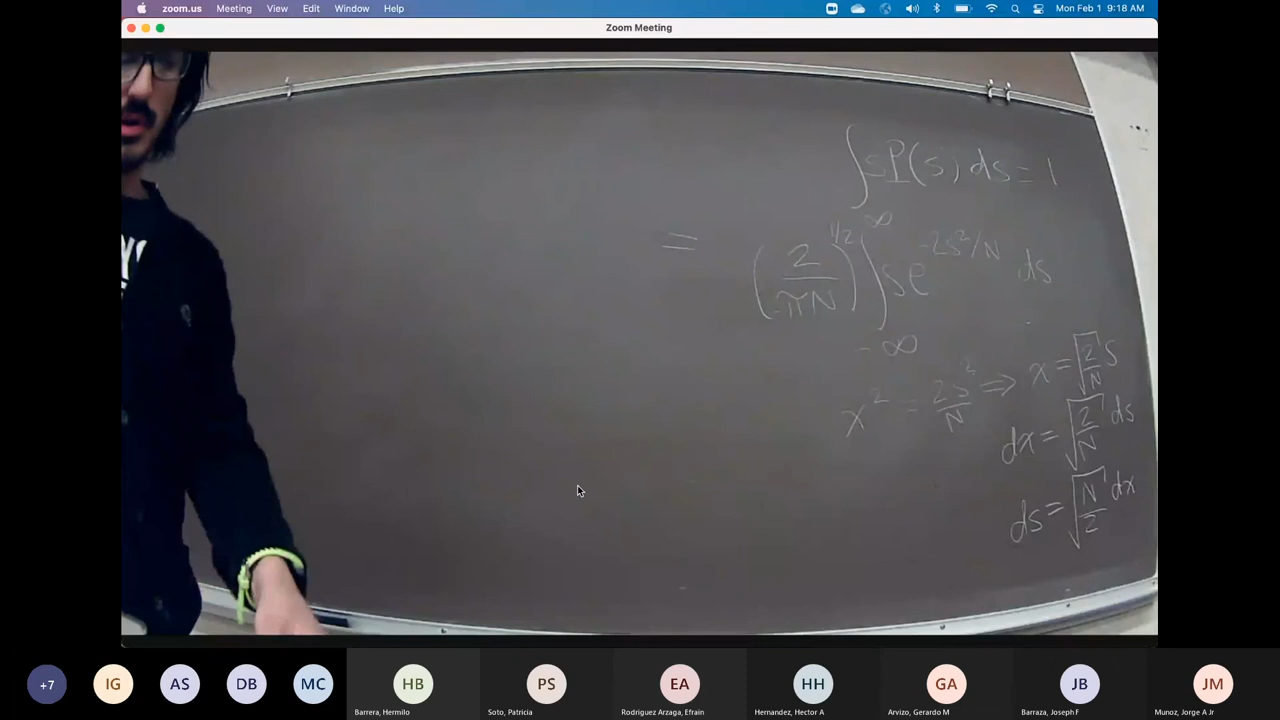 zoom.us Meeting View Edit Window Help Mon Feb 1 9:18 AM
Zoom Meeting
∫ s P(s) ds = 1
= (2/πN)^{1/2} ∫_{-∞}^{∞} s e^{-2s²/N} ds
x² = 2s²/N ⇒ x = √(2/N) s
dx = √(2/N) ds
ds = √(N/2) dx
+7 IG AS DB MC HB PS EA HH GA JB JM
Barrera, Hermilo Soto, Patricia Rodriguez Arzaga, Efrain Hernandez, Hector A Arvizo, Gerardo M Barraza, Joseph F Munoz, Jorge A Jr